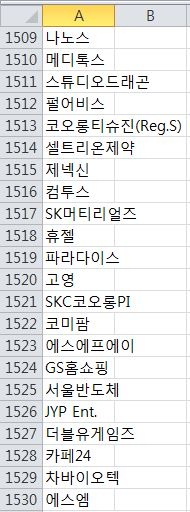 A B
1509 나노스
1510 메디톡스
1511 스튜디오드래곤
1512 펄어비스
1513 코오롱티슈진(Reg.S)
1514 셀트리온제약
1515 제넥신
1516 컴투스
1517 SK머티리얼즈
1518 휴젤
1519 파라다이스
1520 고영
1521 SKC코오롱PI
1522 코미팜
1523 에스에프에이
1524 GS홈쇼핑
1525 서울반도체
1526 JYP Ent.
1527 더블유게임즈
1528 카페24
1529 차바이오텍
1530 에스엠